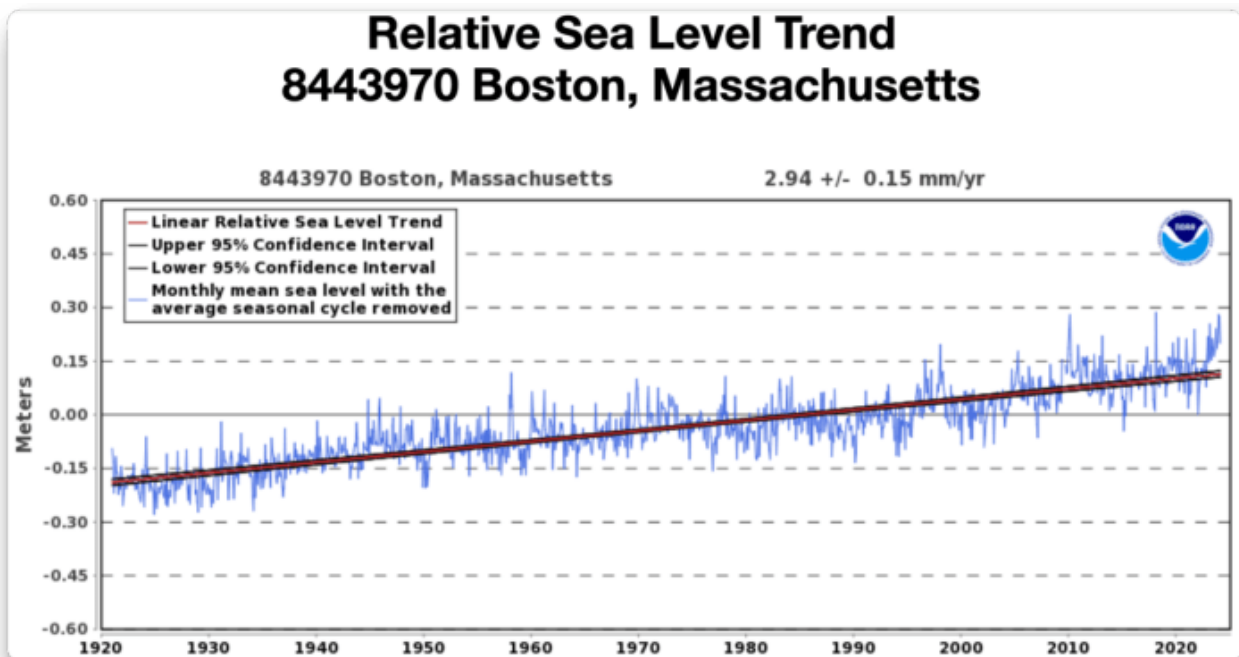 Relative Sea Level Trend
8443970 Boston, Massachusetts
8443970 Boston, Massachusetts 2.94 +/- 0.15 mm/yr
Linear Relative Sea Level Trend
Upper 95% Confidence Interval
Lower 95% Confidence Interval
Monthly mean sea level with the
average seasonal cycle removed
Meters
0.60
0.45
0.30
0.15
0.00
-0.15
-0.30
-0.45
-0.60
1920 1930 1940 1950 1960 1970 1980 1990 2000 2010 2020